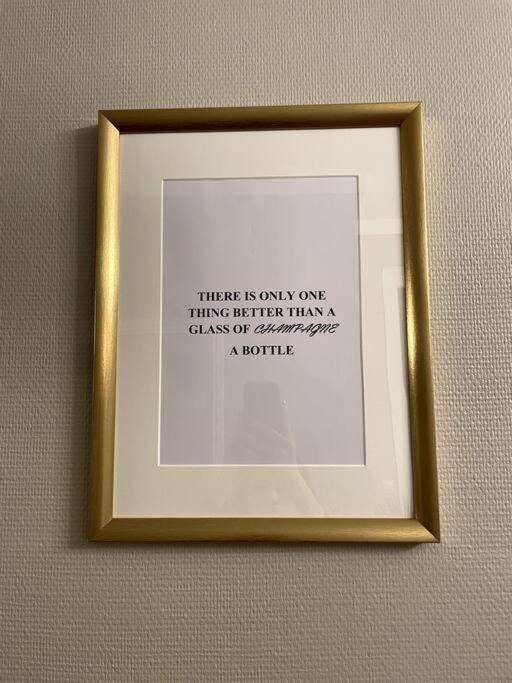 THERE IS ONLY ONE
THING BETTER THAN A
GLASS OF CHAMPAGNE
A BOTTLE